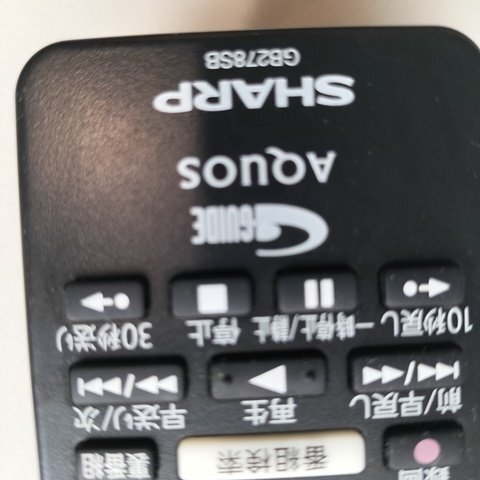 録画 番組検索 裏番組
前/早戻し 再生 早送り/次
10秒戻し 一時停止/静止 停止 30秒送り
G-GUIDE
AQUOS
SHARP
GB278SB